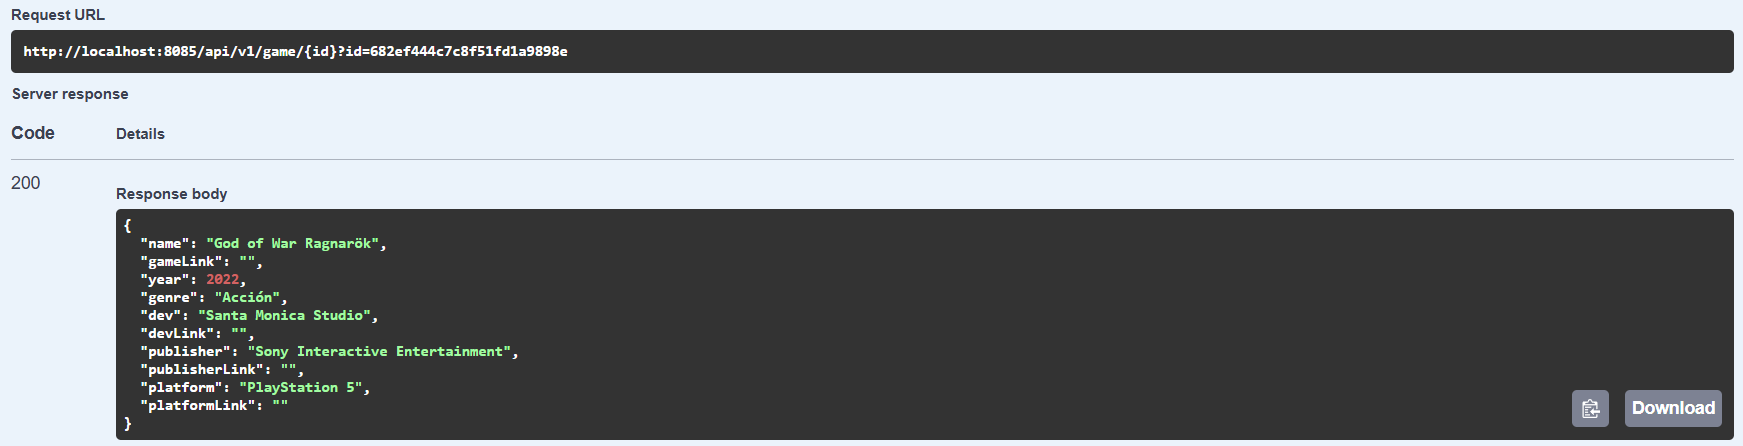 Request URL
http://localhost:8085/api/v1/game/{id}?id=682ef444c7c8f51fd1a9898e
Server response
Code Details
200
Response body
{
"name": "God of War Ragnarök",
"gameLink": "",
"year": 2022,
"genre": "Acción",
"dev": "Santa Monica Studio",
"devLink": "",
"publisher": "Sony Interactive Entertainment",
"publisherLink": "",
"platform": "PlayStation 5",
"platformLink": ""
}
Download